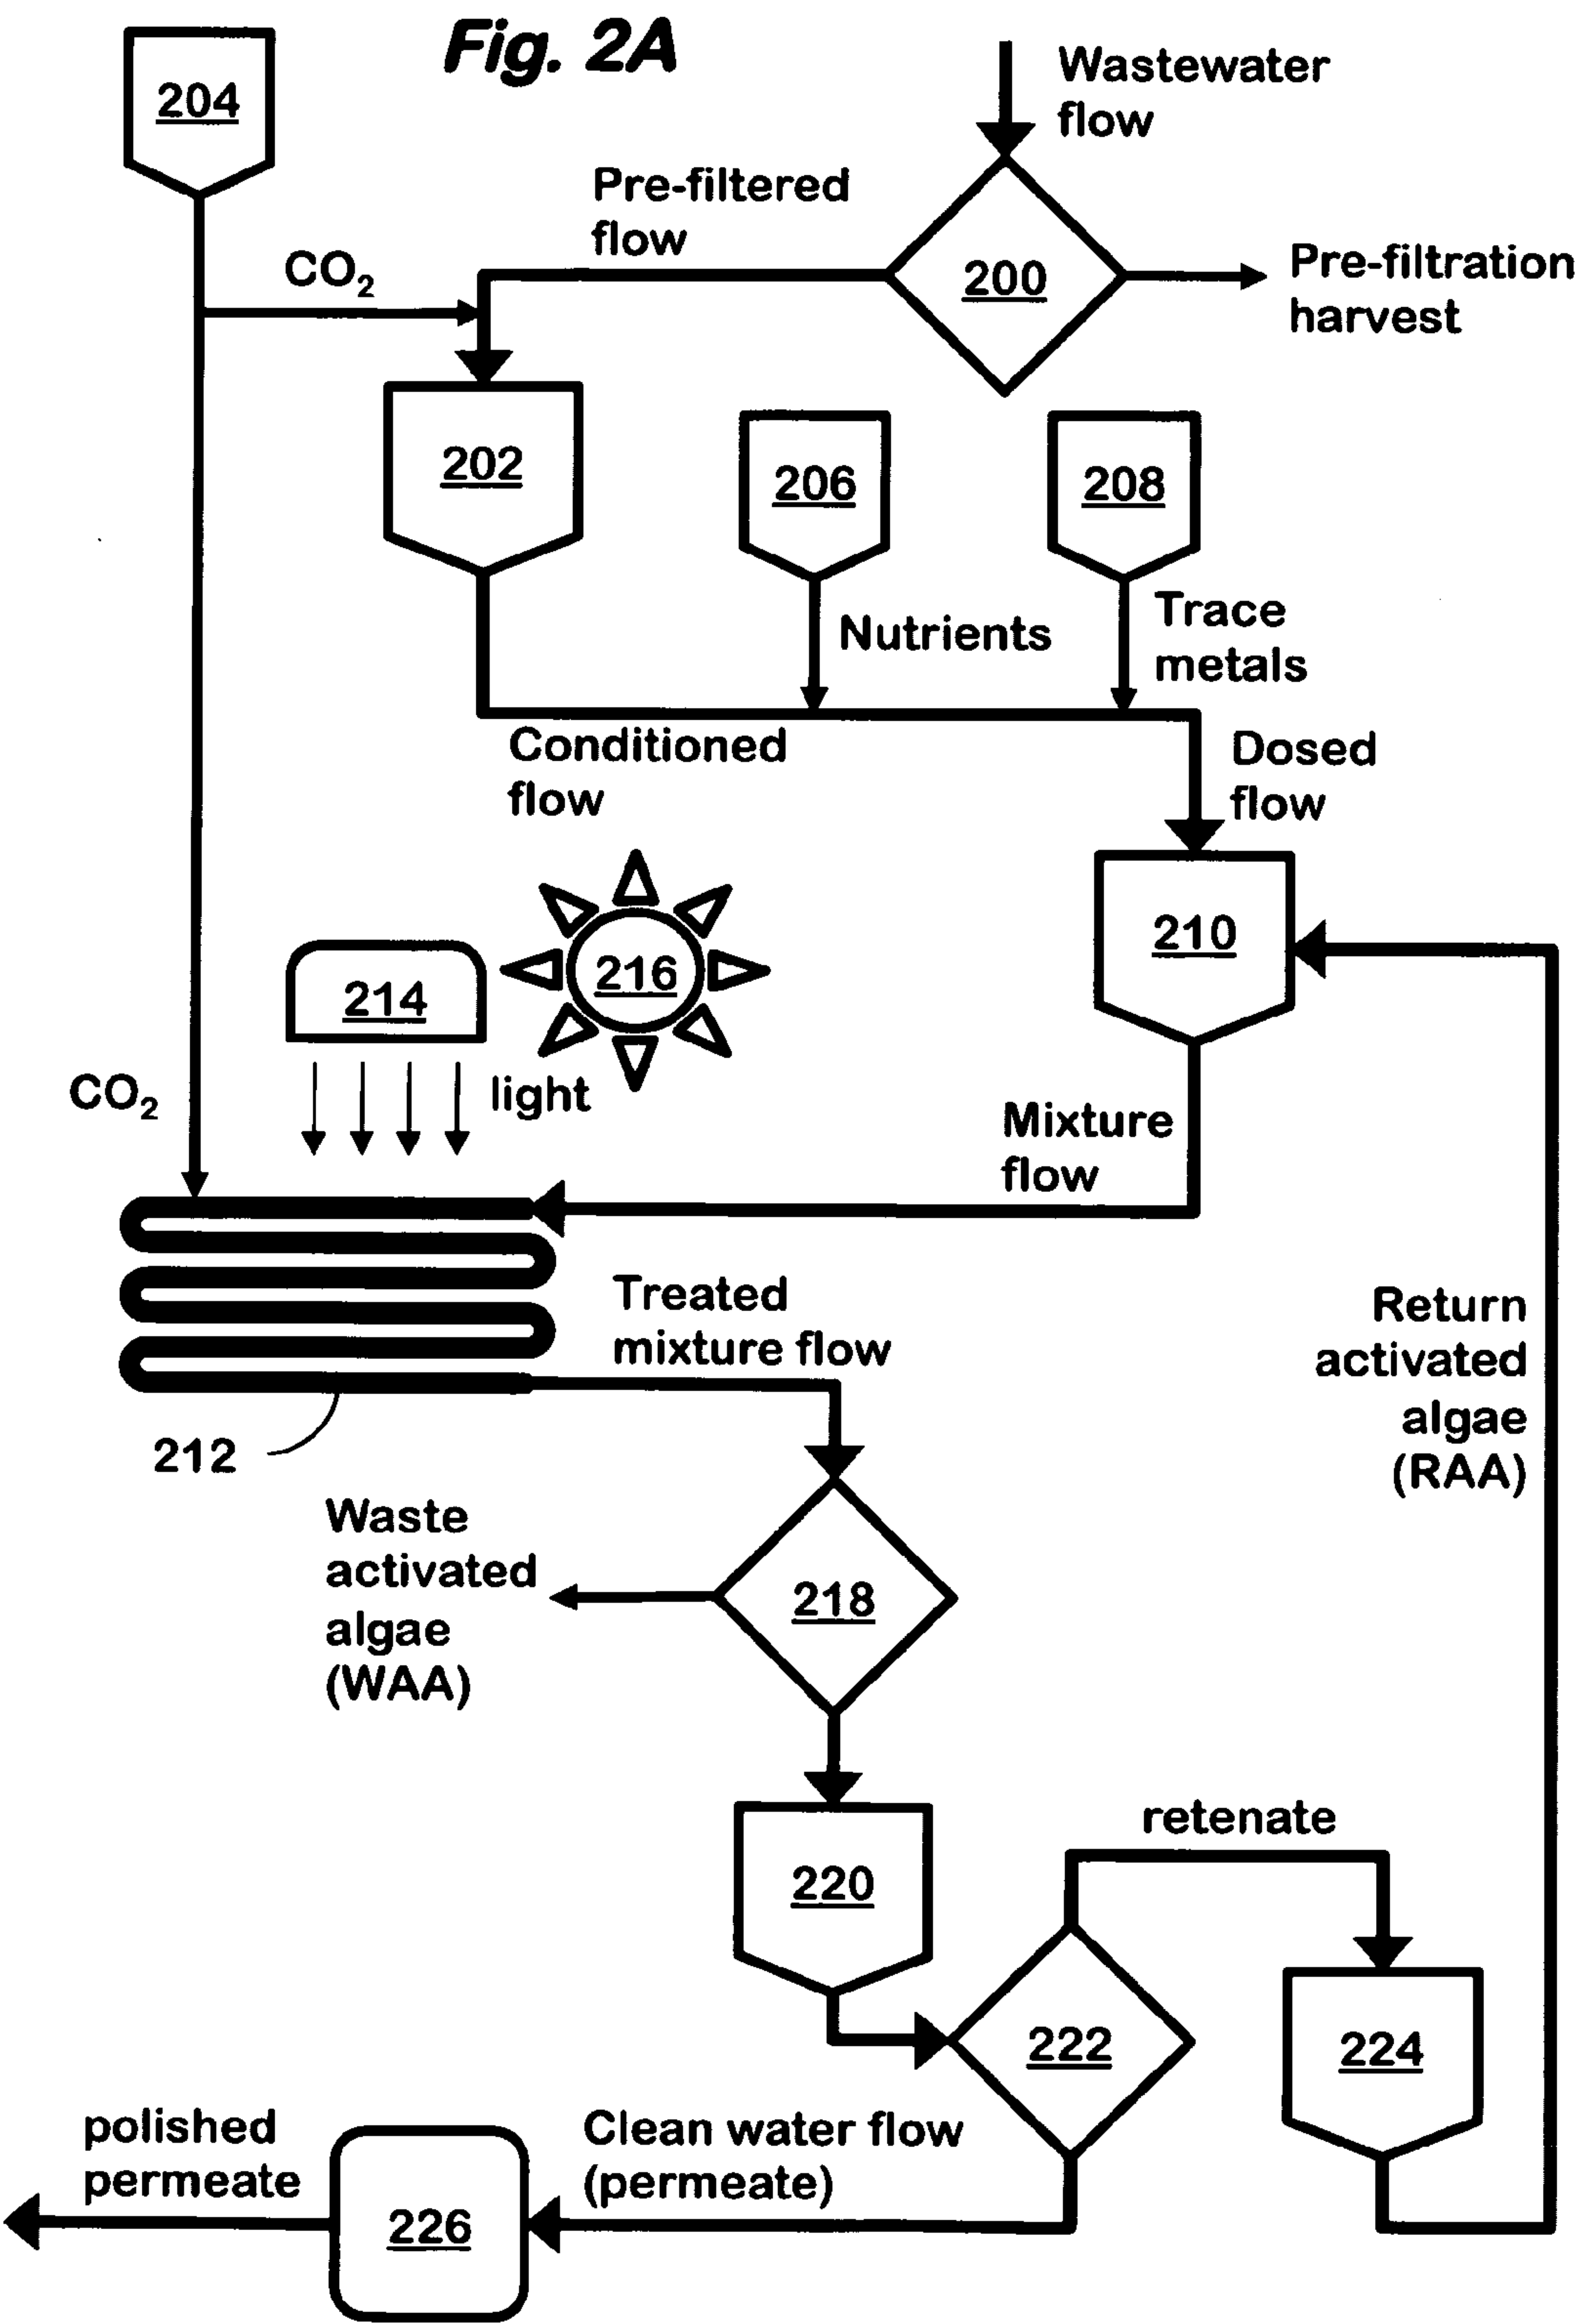 Fig. 2A
204
Wastewater
flow
Pre-filtered
flow
CO₂
200
Pre-filtration
harvest
202
206
208
Nutrients
Trace
metals
Conditioned
flow
Dosed
flow
210
214
216
CO₂
light
Mixture
flow
Treated
mixture flow
212
Return
activated
algae
(RAA)
Waste
activated
algae
(WAA)
218
retenate
220
222
224
polished
permeate
Clean water flow
(permeate)
226